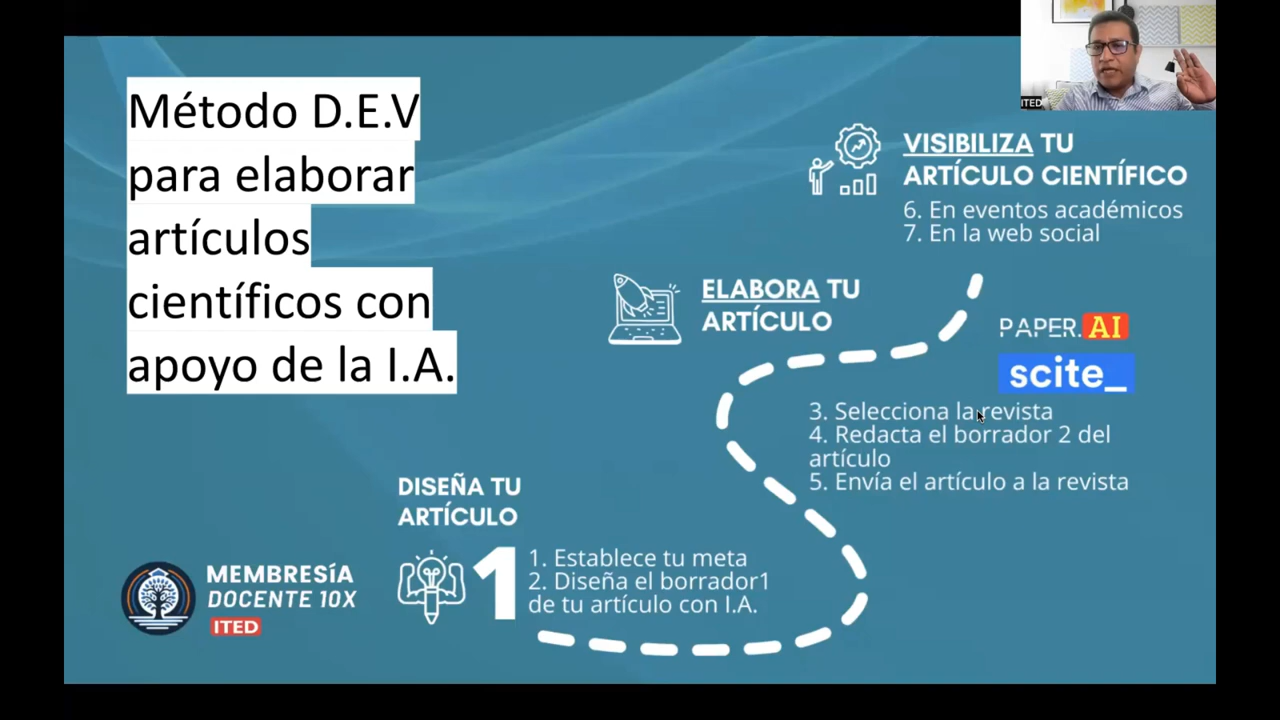 Método D.E.V
para elaborar
artículos
científicos con
apoyo de la I.A.
ITED
VISIBILIZA TU
ARTÍCULO CIENTÍFICO
6. En eventos académicos
7. En la web social
ELABORA TU
ARTÍCULO
PAPER.AI
scite_
3. Selecciona la revista
4. Redacta el borrador 2 del
artículo
5. Envía el artículo a la revista
DISEÑA TU
ARTÍCULO
1
1. Establece tu meta
2. Diseña el borrador1
de tu artículo con I.A.
MEMBRESÍA
DOCENTE 10X
ITED